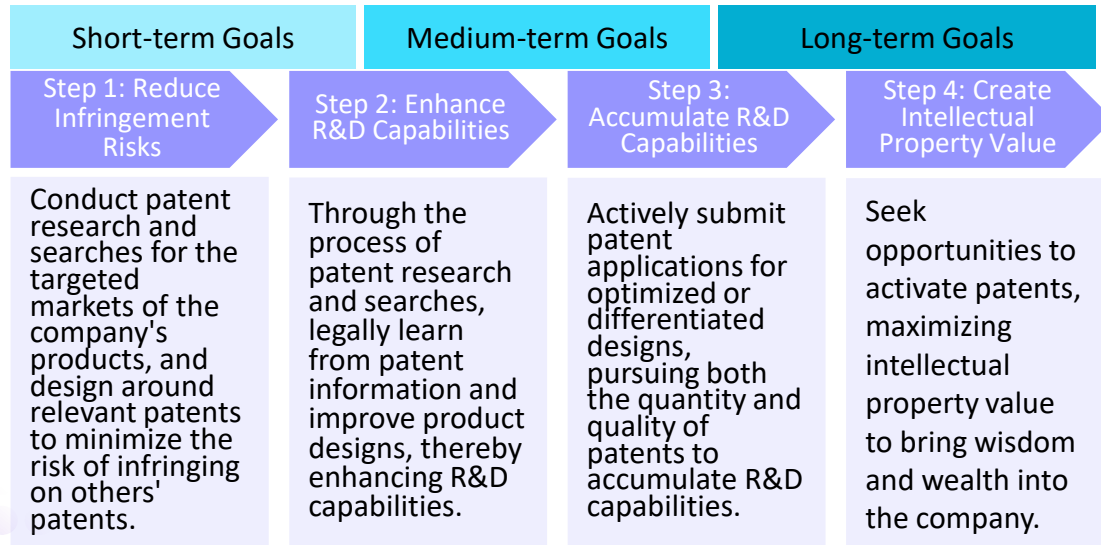 Short-term Goals
Medium-term Goals
Long-term Goals
Step 1: Reduce
Infringement
Risks
Step 2: Enhance
R&D Capabilities
Step 3:
Accumulate R&D
Capabilities
Step 4: Create
Intellectual
Property Value
Conduct patent
research and
searches for the
targeted
markets of the
company's
products, and
design around
relevant patents
to minimize the
risk of infringing
on others'
patents.
Through the
process of
patent research
and searches,
legally learn
from patent
information and
improve product
designs, thereby
enhancing R&D
capabilities.
Actively submit
patent
applications for
optimized or
differentiated
designs,
pursuing both
the quantity and
quality of
patents to
accumulate R&D
capabilities.
Seek
opportunities to
activate patents,
maximizing
intellectual
property value
to bring wisdom
and wealth into
the company.